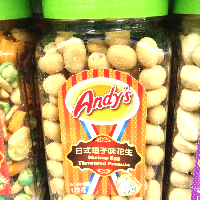 Andy's
日式蝦子味花生
Shrimp Egg
Flavoured Peanuts